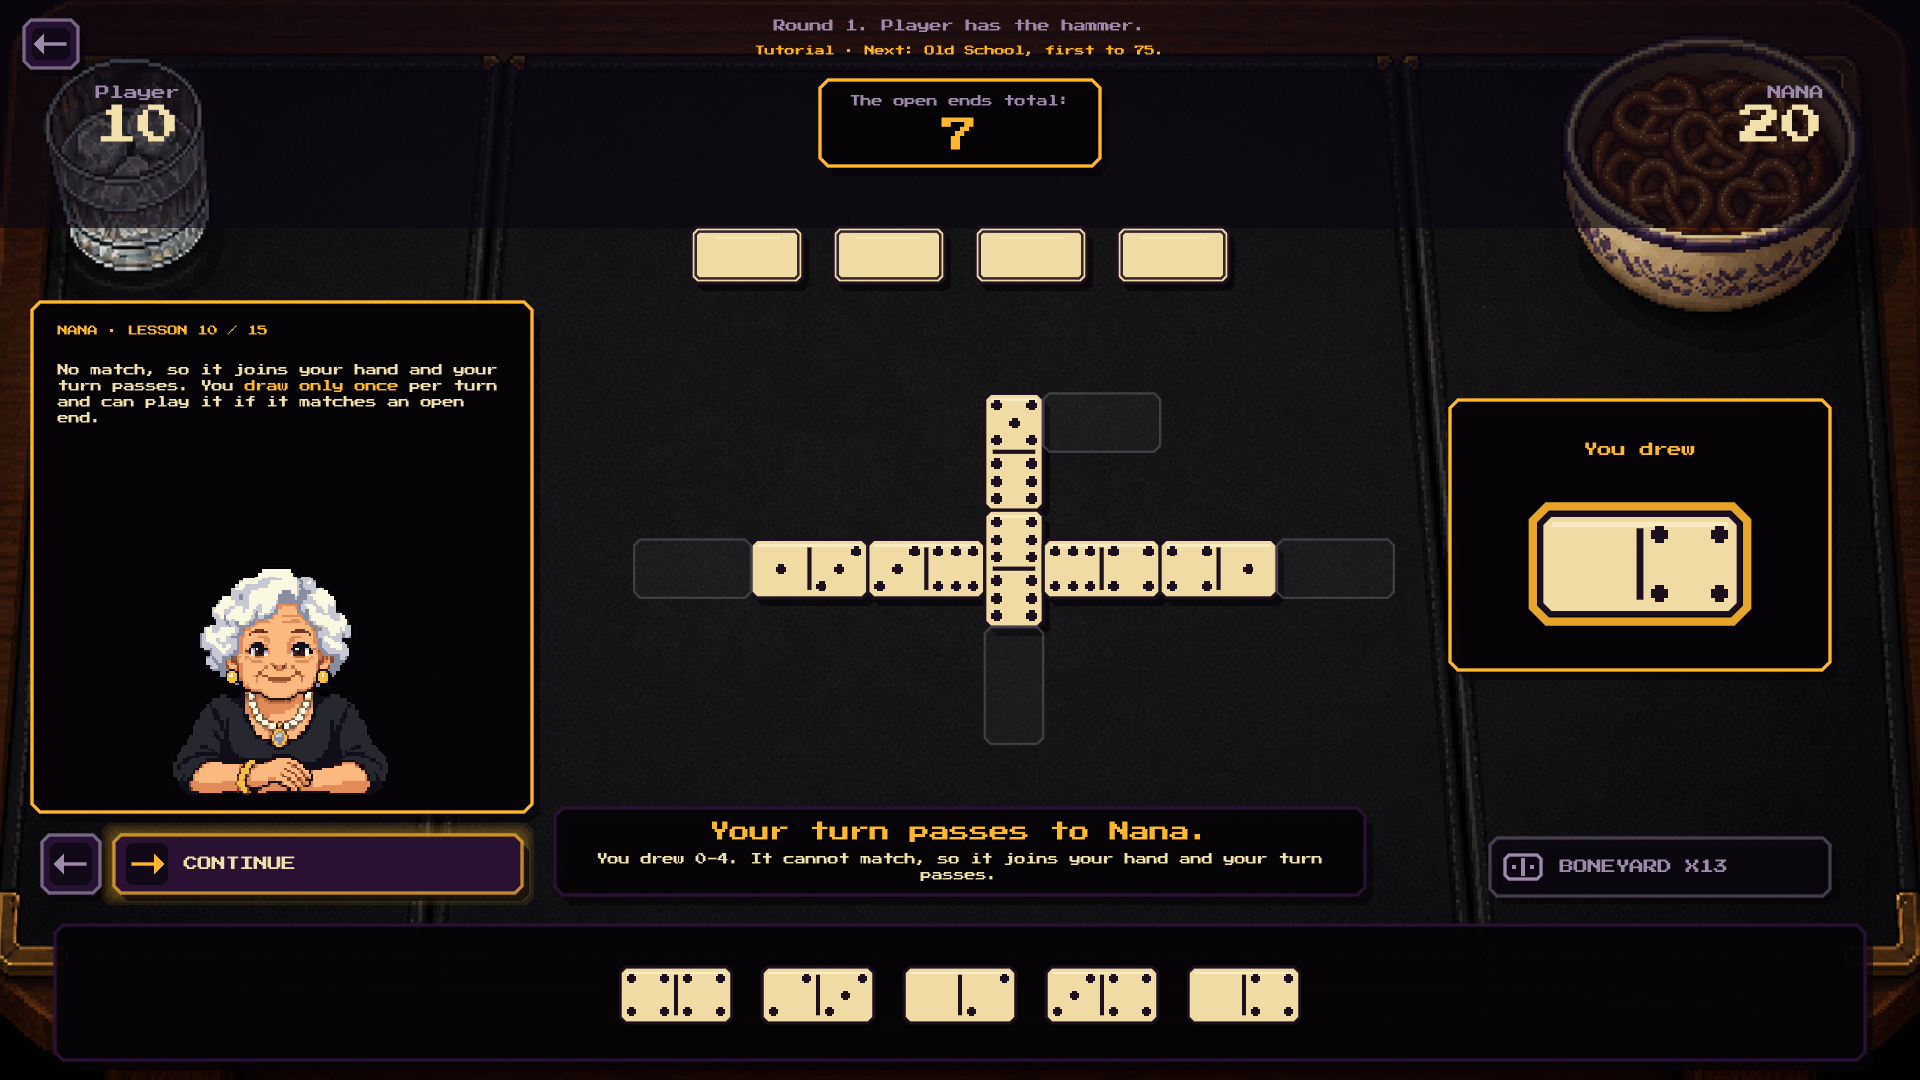 Round 1. Player has the hammer.
Tutorial · Next: Old School, first to 75.
Player
10
The open ends total:
7
NANA
20
NANA · LESSON 10 / 15
No match, so it joins your hand and your
turn passes. You draw only once per turn
and can play it if it matches an open
end.
You drew
CONTINUE
Your turn passes to Nana.
You drew 0-4. It cannot match, so it joins your hand and your turn
passes.
BONEYARD X13